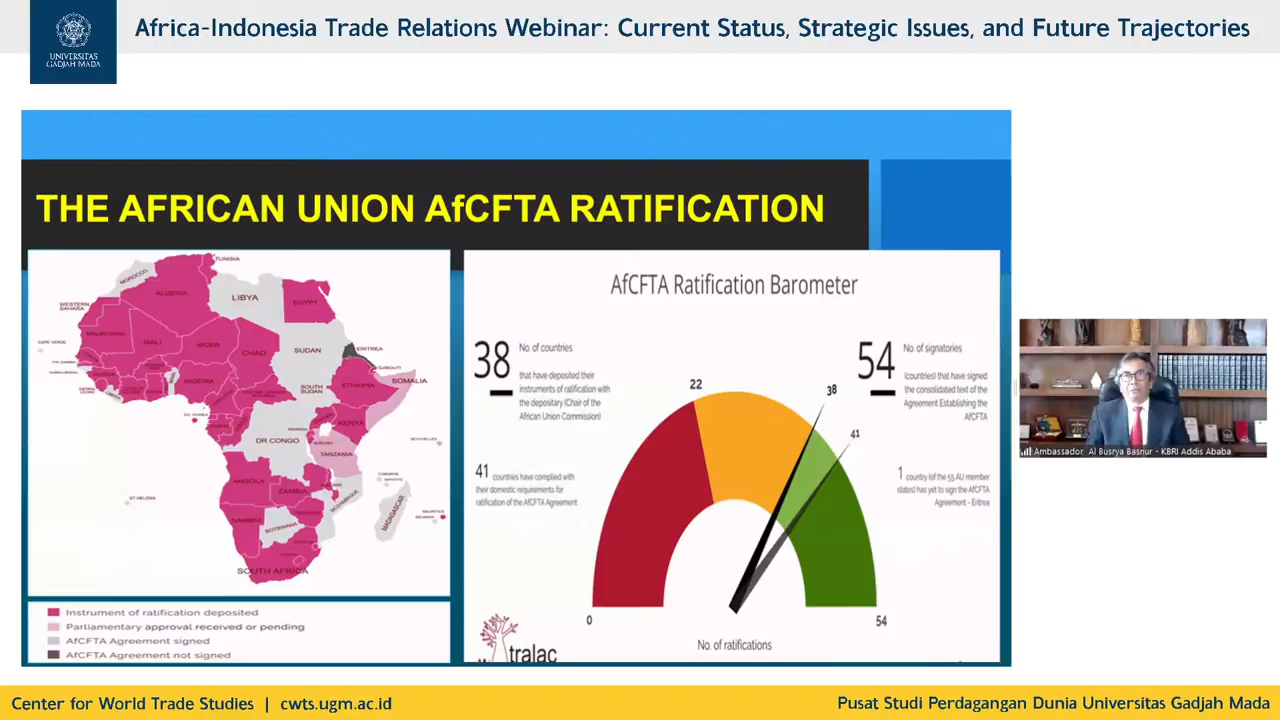 Africa-Indonesia Trade Relations Webinar: Current Status, Strategic Issues, and Future Trajectories
UNIVERSITAS
GADJAH MADA
THE AFRICAN UNION AfCFTA RATIFICATION
TUNISIA
MOROCCO
ALGERIA
LIBYA
EGYPT
WESTERN
SAHARA
MAURITANIA
MALI
NIGER
CHAD
SUDAN
ERITREA
CAPE VERDE
DJIBOUTI
NIGERIA
ETHIOPIA
SOMALIA
SOUTH
SUDAN
SIERRA
LEONE
KENYA
DR CONGO
SEYCHELLES
TANZANIA
COMOROS
ANGOLA
ZAMBIA
ST HELENA
MOZAMBIQUE
MADAGASCAR
MAURITIUS
NAMIBIA
BOTSWANA
SOUTH AFRICA
Instrument of ratification deposited
Parliamentary approval received or pending
AfCFTA Agreement signed
AfCFTA Agreement not signed
AfCFTA Ratification Barometer
38
No. of countries
that have deposited their
instruments of ratification with
the depositary (Chair of the
African Union Commission)
41
countries have complied with
their domestic requirements for
ratification of the AfCFTA Agreement
54
No. of signatories
(countries) that have signed
the consolidated text of the
Agreement Establishing the
AfCFTA
1 country (of the 55 AU member
states) has yet to sign the AfCFTA
Agreement - Eritrea
22
38
41
0
54
No. of ratifications
tralac
Ambassador Al Busyra Basnur - KBRI Addis Ababa
Center for World Trade Studies | cwts.ugm.ac.id
Pusat Studi Perdagangan Dunia Universitas Gadjah Mada